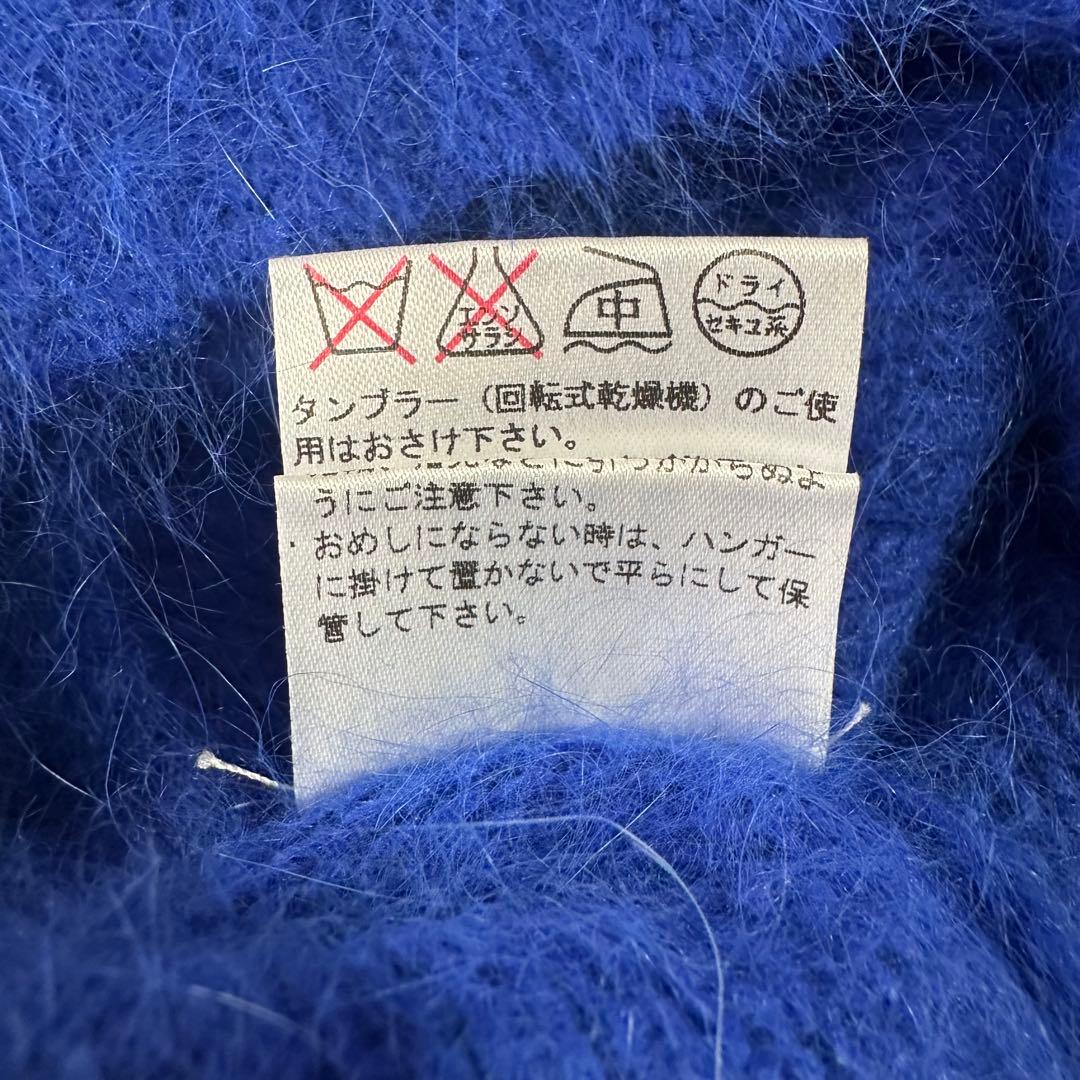 エンソ
サラシ
中
ドライ
セキユ系
タンブラー（回転式乾燥機）のご使
用はおさけ下さい。
うにご注意下さい。
・おめしにならない時は、ハンガー
に掛けて置かないで平らにして保
管して下さい。